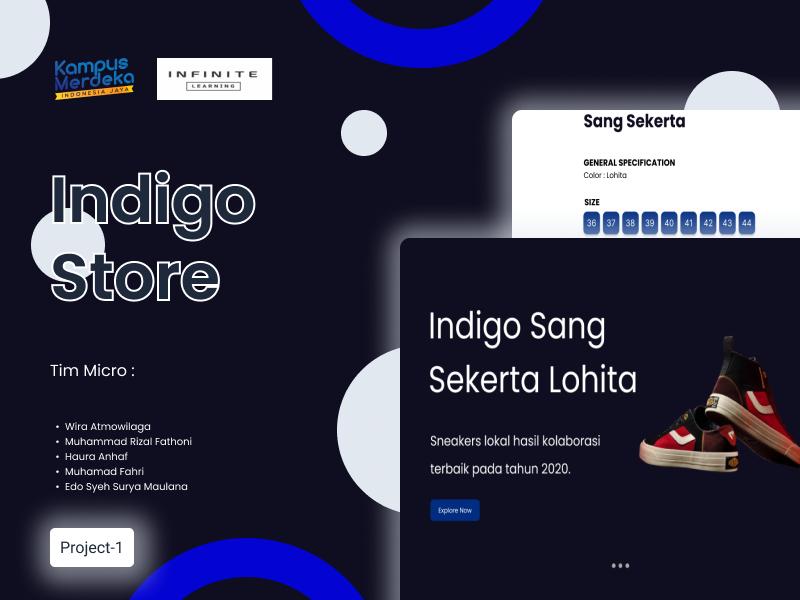 Kampus
Merdeka
INDONESIA JAYA
INFINITE
LEARNING
Indigo
Store
Tim Micro :
• Wira Atmowilaga
• Muhammad Rizal Fathoni
• Haura Anhaf
• Muhamad Fahri
• Edo Syeh Surya Maulana
Project-1
Sang Sekerta
GENERAL SPECIFICATION
Color : Lohita
SIZE
36 37 38 39 40 41 42 43 44
Indigo Sang
Sekerta Lohita
Sneakers lokal hasil kolaborasi
terbaik pada tahun 2020.
Explore Now